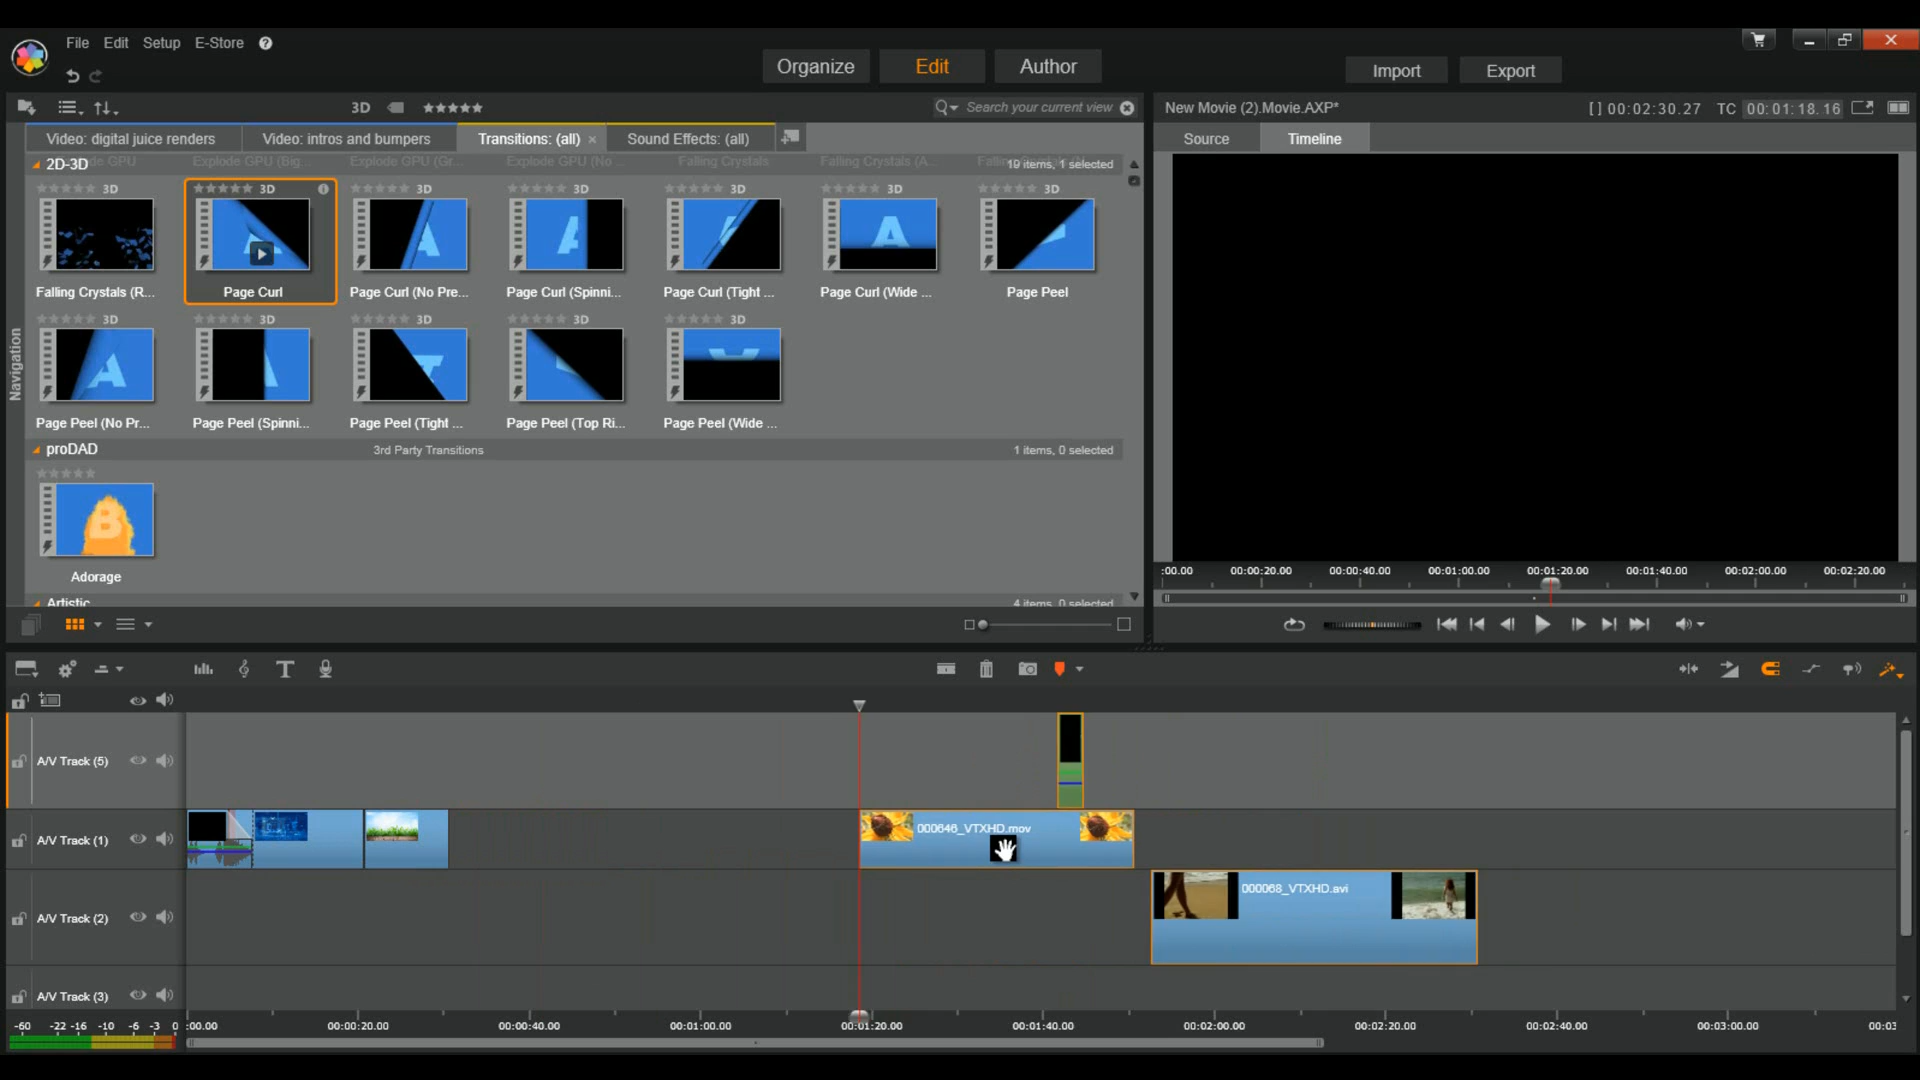 File Edit Setup E-Store ?
Organize Edit Author
Import Export
3D
Search your current view
New Movie (2).Movie.AXP*
[ ] 00:02:30.27 TC 00:01:18.16
Video: digital juice renders Video: intros and bumpers Transitions: (all) × Sound Effects: (all)
Source Timeline
Explode GPU (Big... Explode GPU (Gr... Explode GPU (No ... Falling Crystals Falling Crystals (A...
2D-3D 19 items, 1 selected
3D 3D 3D 3D 3D 3D 3D
Falling Crystals (R... Page Curl Page Curl (No Pre... Page Curl (Spinni... Page Curl (Tight ... Page Curl (Wide ... Page Peel
3D 3D 3D 3D 3D
Page Peel (No Pr... Page Peel (Spinni... Page Peel (Tight ... Page Peel (Top Ri... Page Peel (Wide ...
Navigation
proDAD 3rd Party Transitions 1 items, 0 selected
B
Adorage
Artistic 4 items, 0 selected
:00.00 00:00:20.00 00:00:40.00 00:01:00.00 00:01:20.00 00:01:40.00 00:02:00.00 00:02:20.00
A/V Track (5)
A/V Track (1)
000646_VTXHD.mov
A/V Track (2)
000068_VTXHD.avi
A/V Track (3)
-60 -22 -16 -10 -6 -3 0
:00.00 00:00:20.00 00:00:40.00 00:01:00.00 00:01:20.00 00:01:40.00 00:02:00.00 00:02:20.00 00:02:40.00 00:03:00.00 00:03